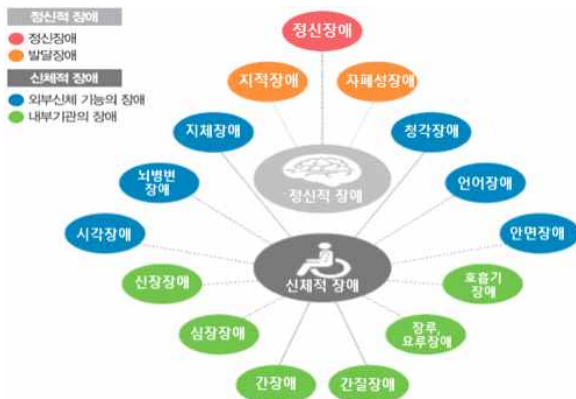 정신적 장애
정신장애
발달장애
신체적 장애
외부신체 기능의 장애
내부기관의 장애
정신장애
지적장애
자폐성장애
지체장애
청각장애
정신적 장애
뇌병변
장애
언어장애
시각장애
안면장애
신체적 장애
신장장애
호흡기
장애
심장장애
장루,
요루장애
간장애
간질장애